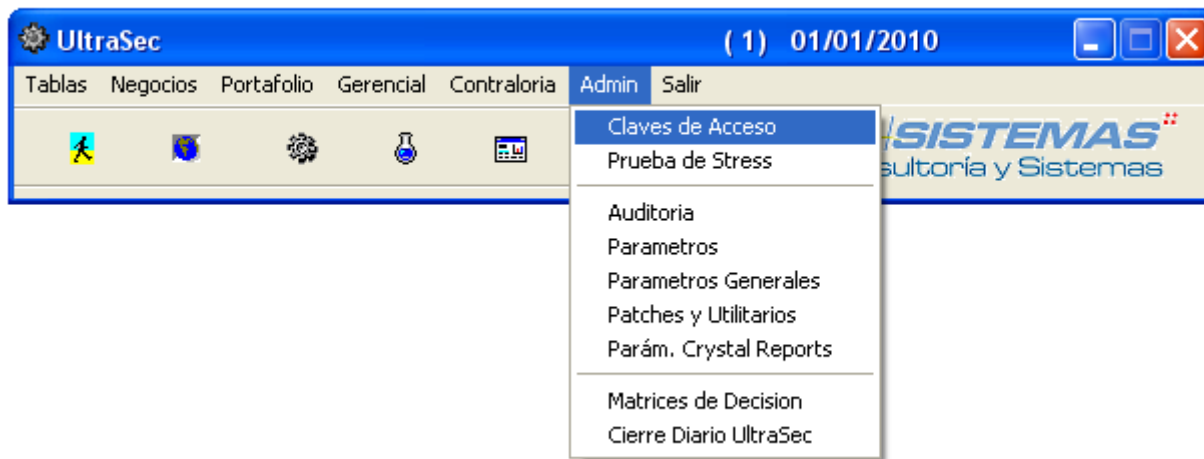 UltraSec ( 1) 01/01/2010
Tablas Negocios Portafolio Gerencial Contraloria Admin Salir
SISTEMAS
sultoría y Sistemas
Claves de Acceso
Prueba de Stress
Auditoria
Parametros
Parametros Generales
Patches y Utilitarios
Parám. Crystal Reports
Matrices de Decision
Cierre Diario UltraSec